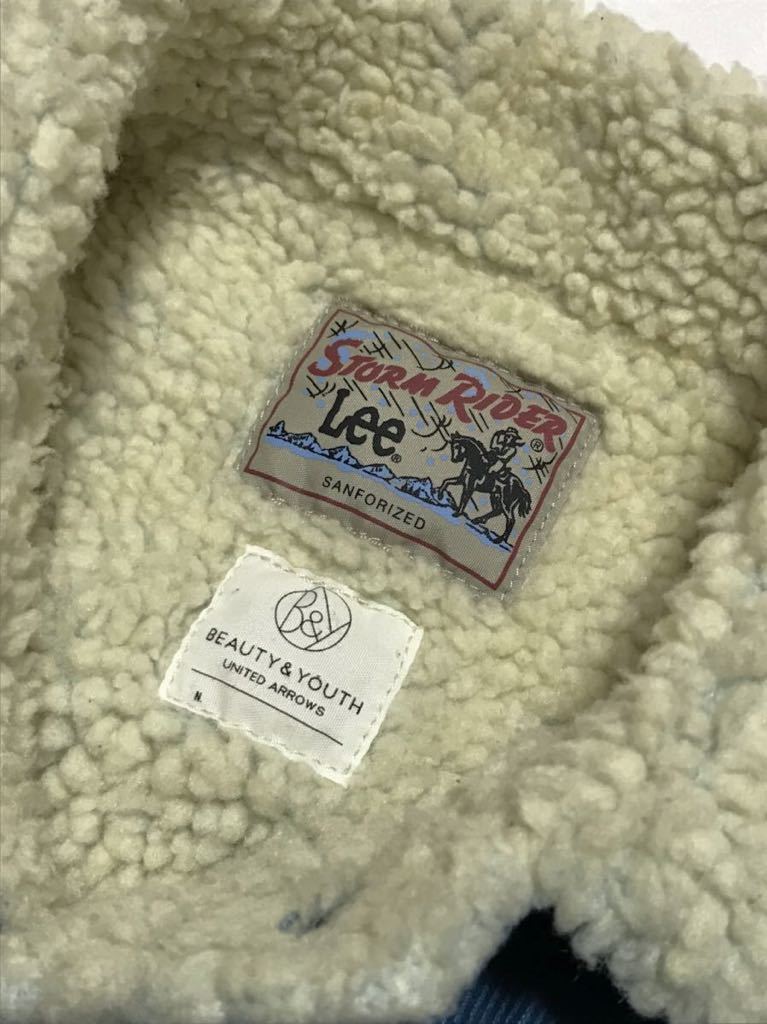 STORM RIDER®
Lee®
SANFORIZED
B&Y
BEAUTY & YOUTH
UNITED ARROWS
N.